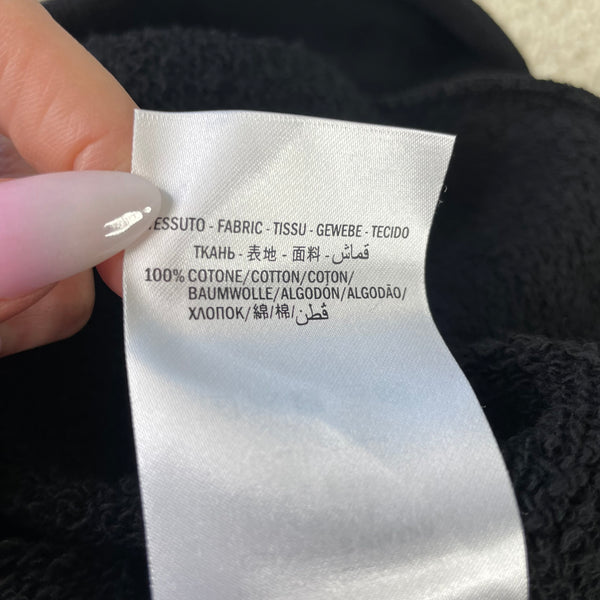 TESSUTO - FABRIC - TISSU - GEWEBE - TECIDO
ТКАНЬ - 表地 - 面料 - قماش
100% COTONE/COTTON/COTON/
BAUMWOLLE/ALGODÓN/ALGODÃO/
ХЛОПОК/綿/棉/قطن